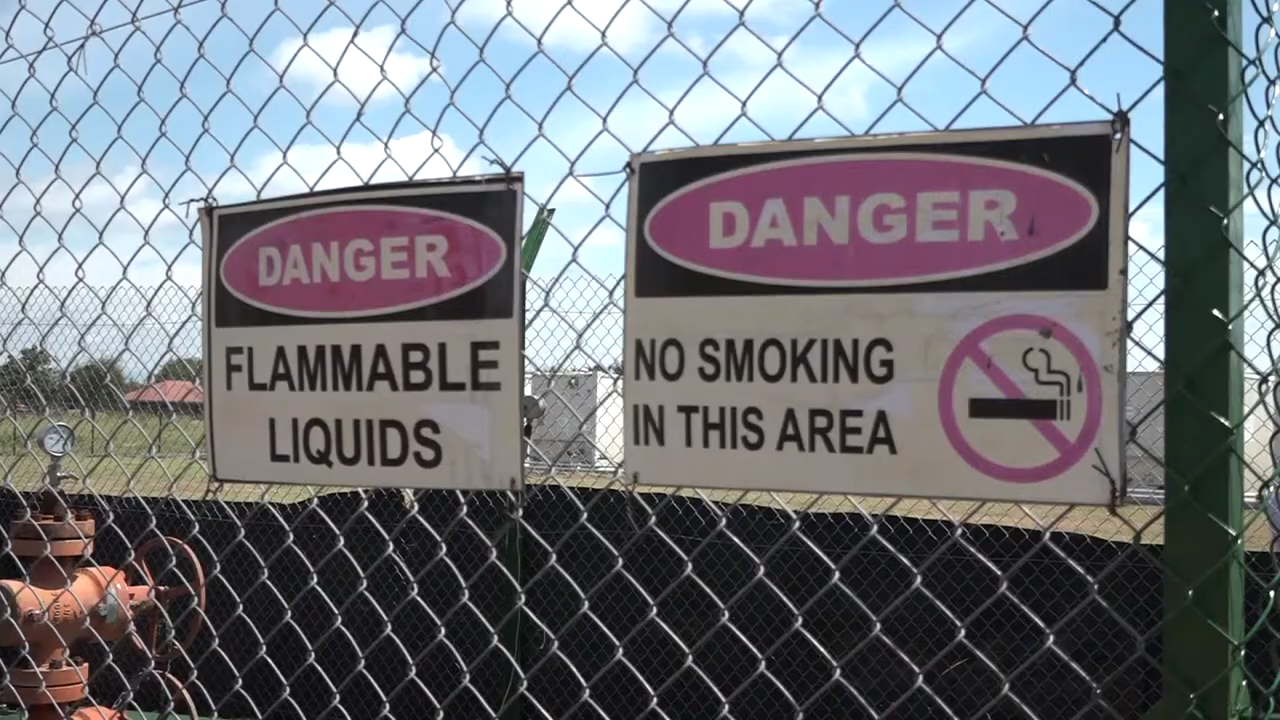 DANGER
FLAMMABLE
LIQUIDS
DANGER
NO SMOKING
IN THIS AREA